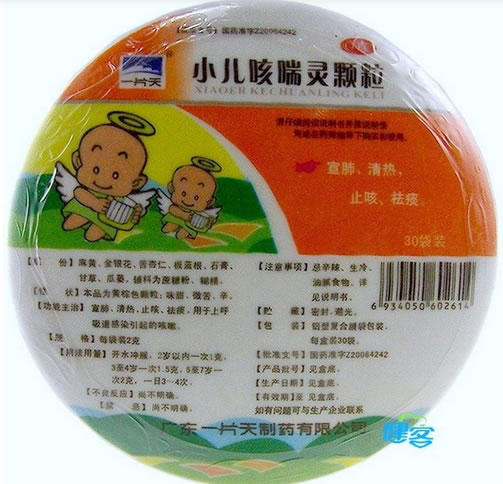 【批准文号】国药准字Z20064242
一片天
小儿咳喘灵颗粒
XIAOER KECHUANLING KELI
OTC
请仔细阅读说明书并按说明使
用或在药师指导下购买和使用。
宣肺、清热，
止咳、祛痰。
30袋装
【成 份】麻黄、金银花、苦杏仁、板蓝根、石膏、
甘草、瓜蒌，辅料为蔗糖粉、糊精。
【性 状】本品为黄棕色颗粒；味甜、微苦、辛。
【功能主治】宣肺、清热、止咳、祛痰。用于上呼
吸道感染引起的咳嗽。
【规 格】每袋装2克
【用法用量】开水冲服，2岁以内一次1克，
3至4岁一次1.5克，5至7岁一
次2克，一日3~4次。
【不良反应】尚不明确。
【禁 忌】尚不明确。
【注意事项】忌辛辣、生冷、
油腻食物，详
见说明书。
6 934050 602614
【贮 藏】密封，避光。
【包 装】铝塑复合膜袋包装，
每盒装30袋。
【批准文号】国药准字Z20064242
【产品批号】见盒底。
【生产日期】见盒底。
【有效期】至 见盒底。
如有问题可与生产企业联系
广东一片天制药有限公司
健客